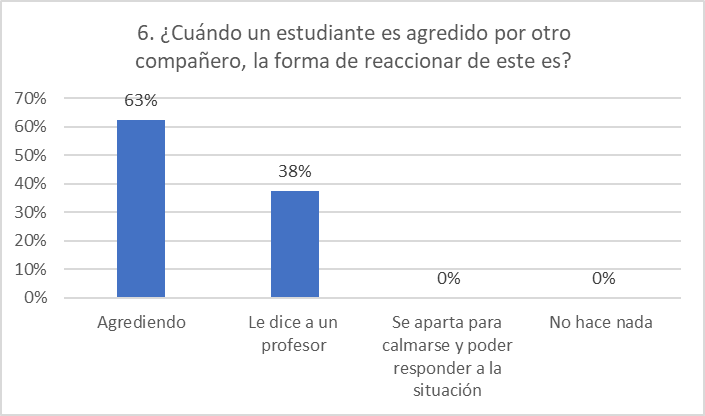 6. ¿Cuándo un estudiante es agredido por otro
compañero, la forma de reaccionar de este es?
70%
60%
50%
40%
30%
20%
10%
0%
63%
38%
0%
0%
Agrediendo
Le dice a un
profesor
Se aparta para
calmarse y poder
responder a la
situación
No hace nada